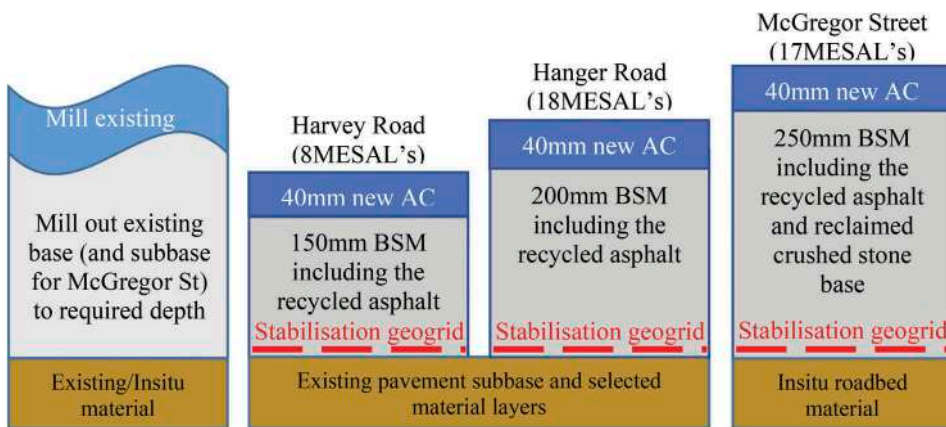 Mill existing
Mill out existing
base (and subbase
for McGregor St)
to required depth
Existing/Insitu
material
Harvey Road
(8MESAL's)
40mm new AC
150mm BSM
including the
recycled asphalt
Stabilisation geogrid
Hanger Road
(18MESAL's)
40mm new AC
200mm BSM
including the
recycled asphalt
Stabilisation geogrid
Existing pavement subbase and selected
material layers
McGregor Street
(17MESAL's)
40mm new AC
250mm BSM
including the
recycled asphalt
and reclaimed
crushed stone
base
Stabilisation geogrid
Insitu roadbed
material